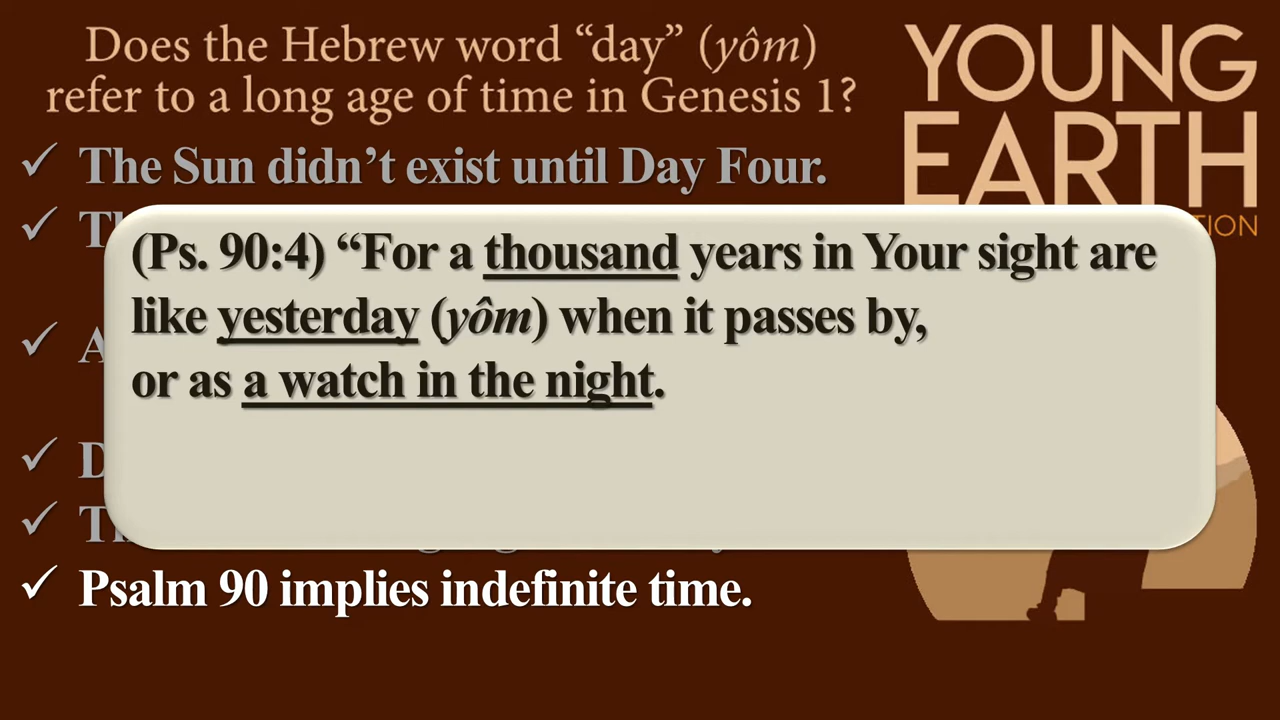 Does the Hebrew word “day” (yôm)
refer to a long age of time in Genesis 1?
YOUNG
EARTH
✓ The Sun didn’t exist until Day Four.
(Ps. 90:4) “For a thousand years in Your sight are
like yesterday (yôm) when it passes by,
or as a watch in the night.
✓ Psalm 90 implies indefinite time.